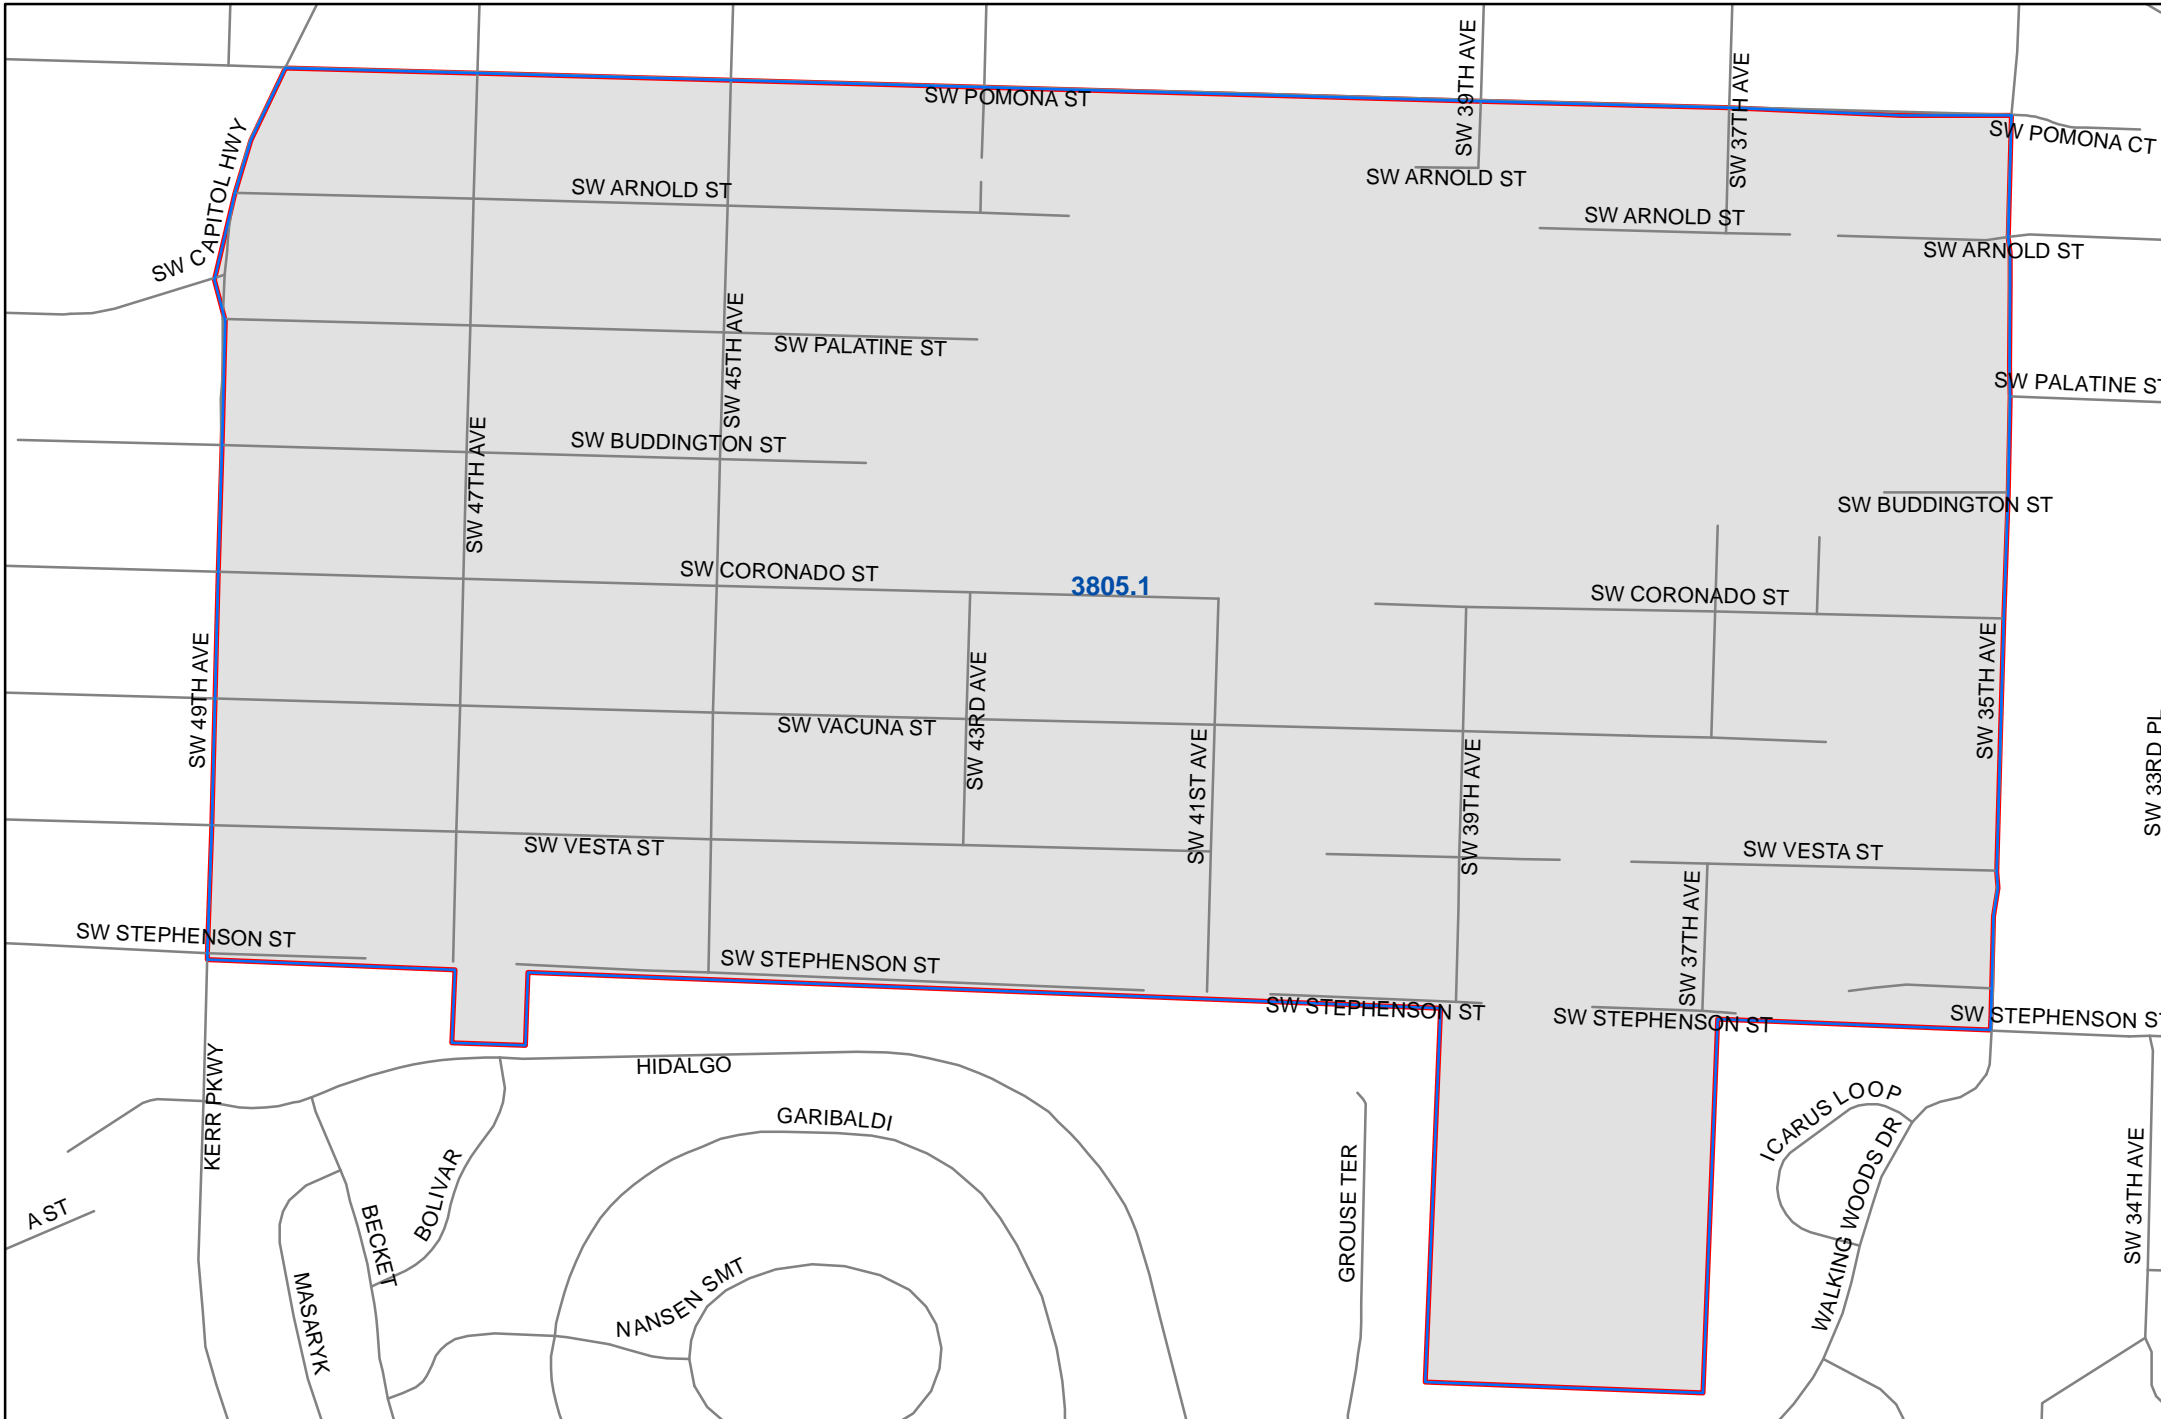 SW 39TH AVE
SW 37TH AVE
SW POMONA ST
SW POMONA CT
SW CAPITOL HWY
SW ARNOLD ST
SW ARNOLD ST
SW ARNOLD ST
SW ARNOLD ST
SW 45TH AVE
SW PALATINE ST
SW PALATINE ST
SW 47TH AVE
SW BUDDINGTON ST
SW BUDDINGTON ST
SW CORONADO ST
3805.1
SW CORONADO ST
SW 49TH AVE
SW 43RD AVE
SW 35TH AVE
SW VACUNA ST
SW 41ST AVE
SW 39TH AVE
SW 33RD PL
SW VESTA ST
SW VESTA ST
SW 37TH AVE
SW STEPHENSON ST
SW STEPHENSON ST
SW STEPHENSON ST
SW STEPHENSON ST
SW STEPHENSON ST
KERR PKWY
HIDALGO
GARIBALDI
ICARUS LOOP
BOLIVAR
GROUSE TER
WALKING WOODS DR
SW 34TH AVE
A ST
BECKET
NANSEN SMT
MASARYK